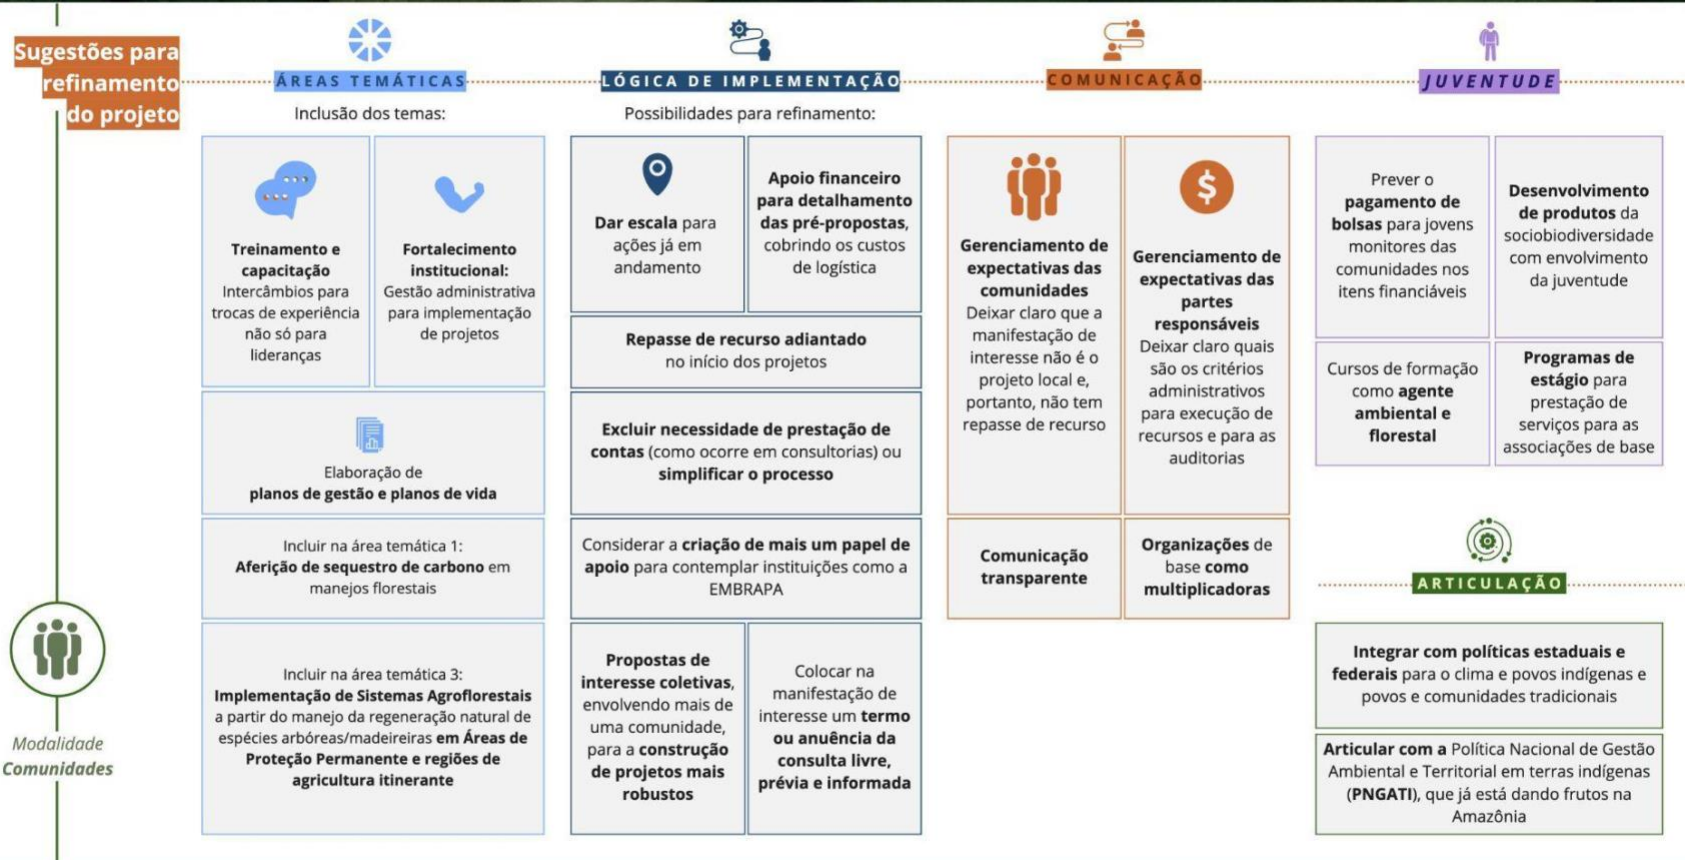 Sugestões para
refinamento
do projeto
ÁREAS TEMÁTICAS
Inclusão dos temas:
Treinamento e
capacitação
Intercâmbios para
trocas de experiência
não só para
lideranças
Fortalecimento
institucional:
Gestão administrativa
para implementação
de projetos
Elaboração de
planos de gestão e planos de vida
Incluir na área temática 1:
Aferição de sequestro de carbono em
manejos florestais
Incluir na área temática 3:
Implementação de Sistemas Agroflorestais
a partir do manejo da regeneração natural de
espécies arbóreas/madeireiras em Áreas de
Proteção Permanente e regiões de
agricultura itinerante
LÓGICA DE IMPLEMENTAÇÃO
Possibilidades para refinamento:
Dar escala para
ações já em
andamento
Apoio financeiro
para detalhamento
das pré-propostas,
cobrindo os custos
de logística
Repasse de recurso adiantado
no início dos projetos
Excluir necessidade de prestação de
contas (como ocorre em consultorias) ou
simplificar o processo
Considerar a criação de mais um papel de
apoio para contemplar instituições como a
EMBRAPA
Propostas de
interesse coletivas,
envolvendo mais de
uma comunidade,
para a construção
de projetos mais
robustos
Colocar na
manifestação de
interesse um termo
ou anuência da
consulta livre,
prévia e informada
COMUNICAÇÃO
Gerenciamento de
expectativas das
comunidades
Deixar claro que a
manifestação de
interesse não é o
projeto local e,
portanto, não tem
repasse de recurso
Gerenciamento de
expectativas das
partes
responsáveis
Deixar claro quais
são os critérios
administrativos
para execução de
recursos e para as
auditorias
Comunicação
transparente
Organizações de
base como
multiplicadoras
JUVENTUDE
Prever o
pagamento de
bolsas para jovens
monitores das
comunidades nos
itens financiáveis
Desenvolvimento
de produtos da
sociobiodiversidade
com envolvimento
da juventude
Cursos de formação
como agente
ambiental e
florestal
Programas de
estágio para
prestação de
serviços para as
associações de base
ARTICULAÇÃO
Integrar com políticas estaduais e
federais para o clima e povos indígenas e
povos e comunidades tradicionais
Articular com a Política Nacional de Gestão
Ambiental e Territorial em terras indígenas
(PNGATI), que já está dando frutos na
Amazônia
Modalidade
Comunidades